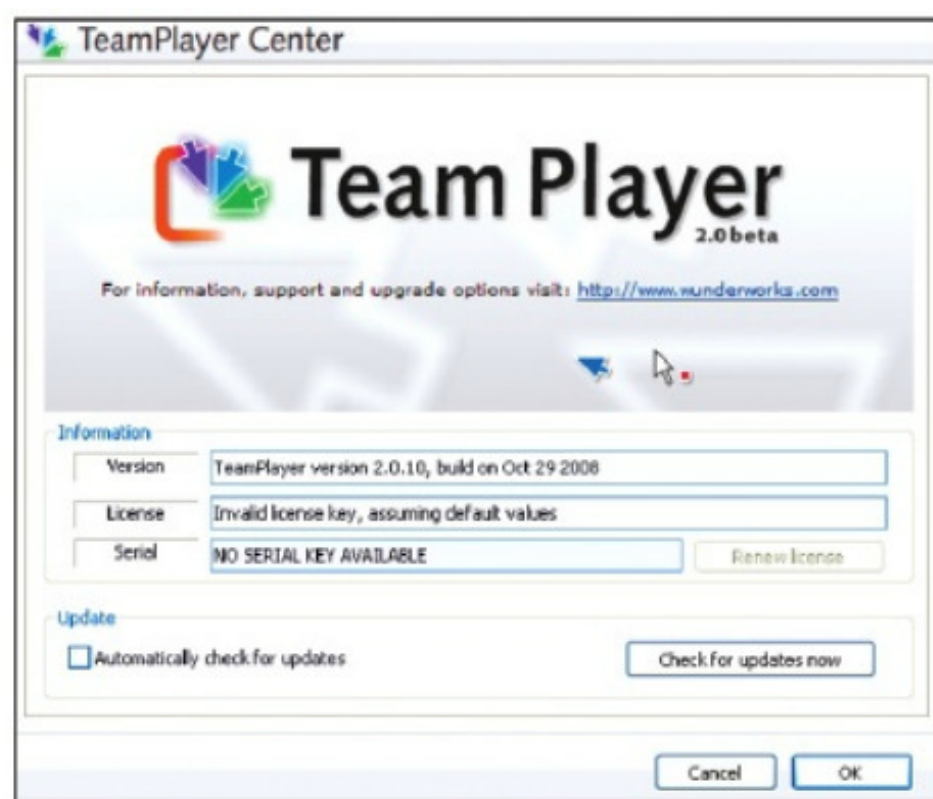 TeamPlayer Center
Team Player
2.0 beta
For information, support and upgrade options visit: http://www.wunderworks.com
Information
Version TeamPlayer version 2.0.10, build on Oct 29 2008
License Invalid license key, assuming default values
Serial NO SERIAL KEY AVAILABLE Renew license
Update
Automatically check for updates Check for updates now
Cancel OK